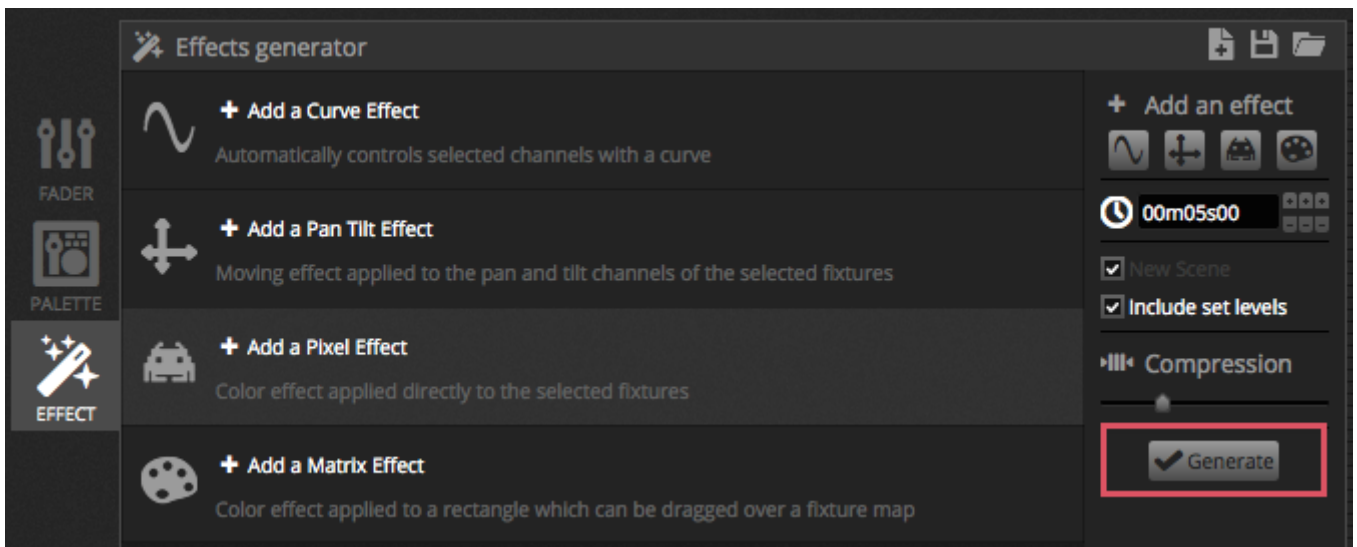 Effects generator
FADER
PALETTE
EFFECT
+ Add a Curve Effect
Automatically controls selected channels with a curve
+ Add a Pan Tilt Effect
Moving effect applied to the pan and tilt channels of the selected fixtures
+ Add a Pixel Effect
Color effect applied directly to the selected fixtures
+ Add a Matrix Effect
Color effect applied to a rectangle which can be dragged over a fixture map
+ Add an effect
00m05s00
New Scene
Include set levels
Compression
Generate